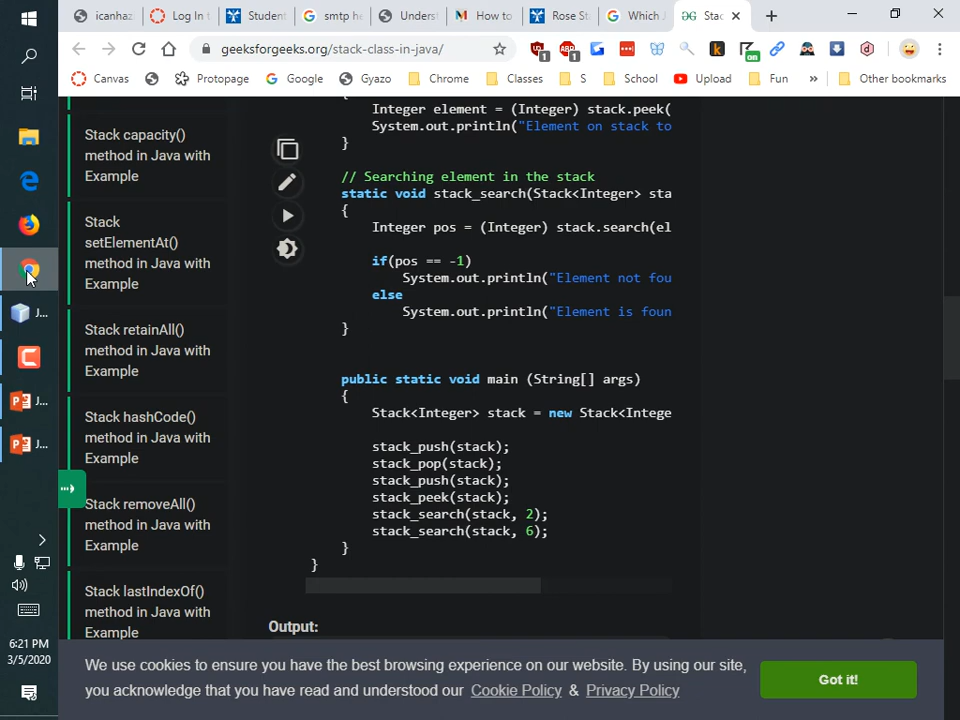 icanhaz
Log In t
Student
smtp he
Underst
How to
Rose St
Which J
Stac
geeksforgeeks.org/stack-class-in-java/
1
1
on
Canvas
Protopage
Google
Gyazo
Chrome
Classes
S
School
Upload
Fun
»
Other bookmarks
Stack capacity()
method in Java with
Example
Stack
setElementAt()
method in Java with
Example
Stack retainAll()
method in Java with
Example
Stack hashCode()
method in Java with
Example
Stack removeAll()
method in Java with
Example
Stack lastIndexOf()
method in Java with
Example
{
Integer element = (Integer) stack.peek(
System.out.println("Element on stack to
}
// Searching element in the stack
static void stack_search(Stack<Integer> sta
{
Integer pos = (Integer) stack.search(el
if(pos == -1)
System.out.println("Element not fou
else
System.out.println("Element is foun
}
public static void main (String[] args)
{
Stack<Integer> stack = new Stack<Intege
stack_push(stack);
stack_pop(stack);
stack_push(stack);
stack_peek(stack);
stack_search(stack, 2);
stack_search(stack, 6);
}
}
Output:
J...
J...
J...
6:21 PM
3/5/2020
We use cookies to ensure you have the best browsing experience on our website. By using our site,
you acknowledge that you have read and understood our Cookie Policy & Privacy Policy
Got it!